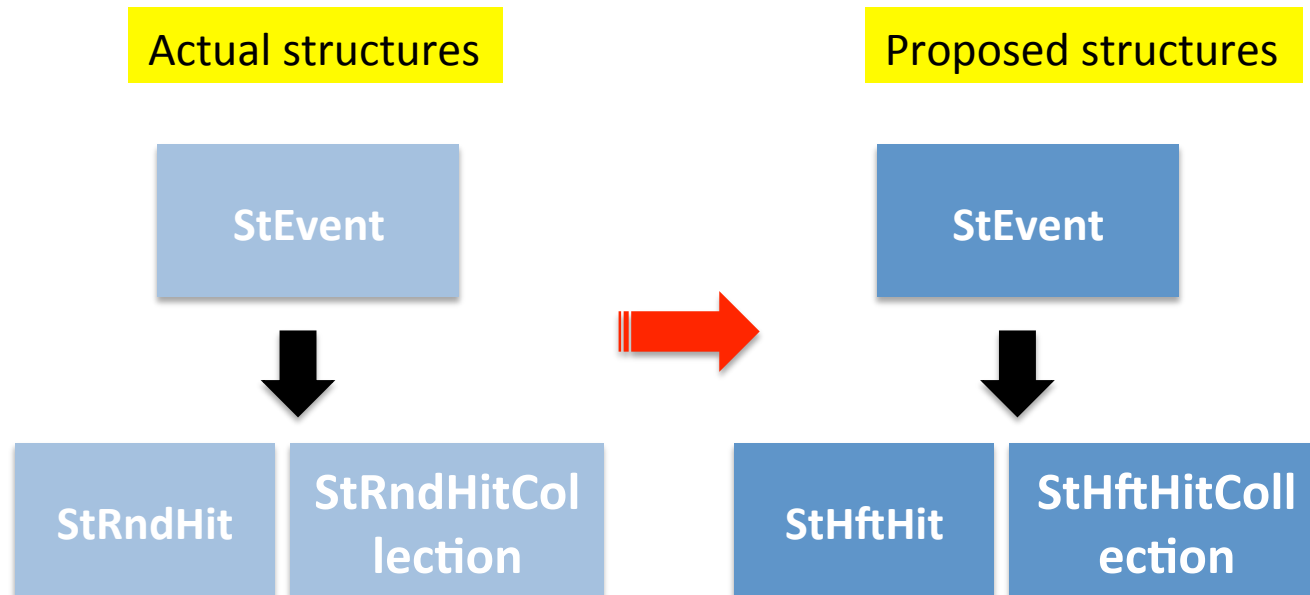 Actual structures
Proposed structures
StEvent
StEvent
StRndHit
StRndHitCol
lection
StHftHit
StHftHitColl
ection